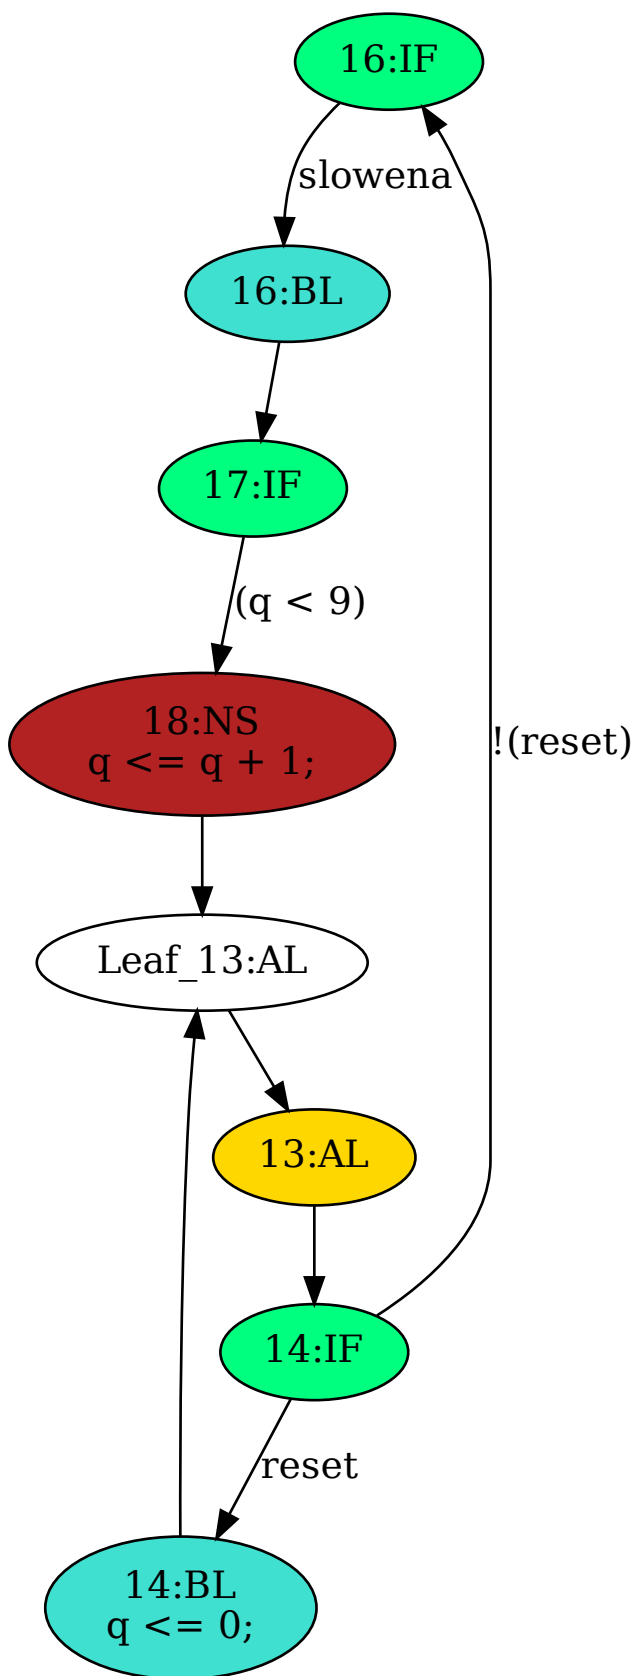 16:IF
slowena
16:BL
17:IF
(q < 9)
18:NS
q <= q + 1;
!(reset)
Leaf_13:AL
13:AL
14:IF
reset
14:BL
q <= 0;